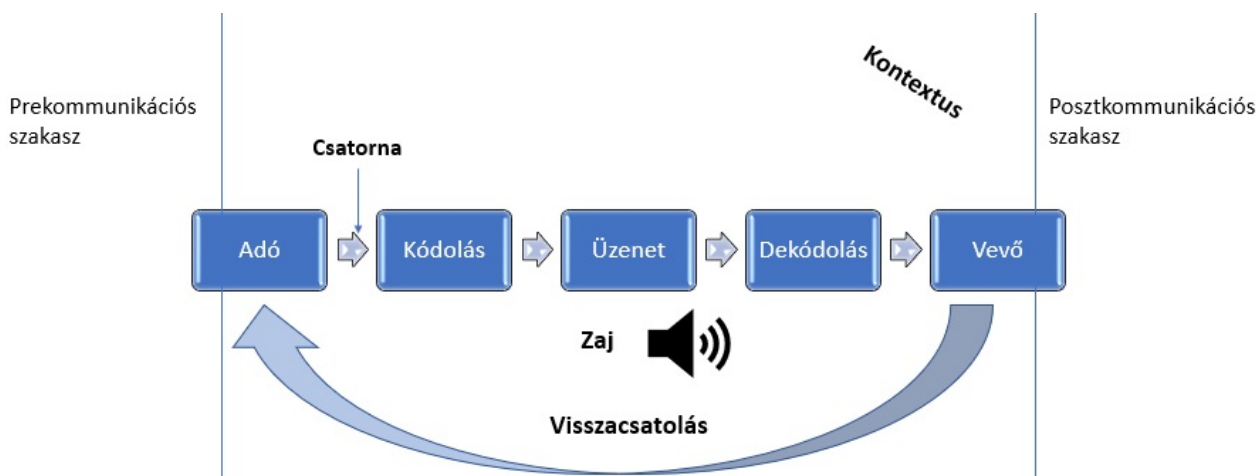 Kontextus
Prekommunikációs
szakasz
Posztkommunikációs
szakasz
Csatorna
Adó
Kódolás
Üzenet
Dekódolás
Vevő
Zaj
Visszacsatolás